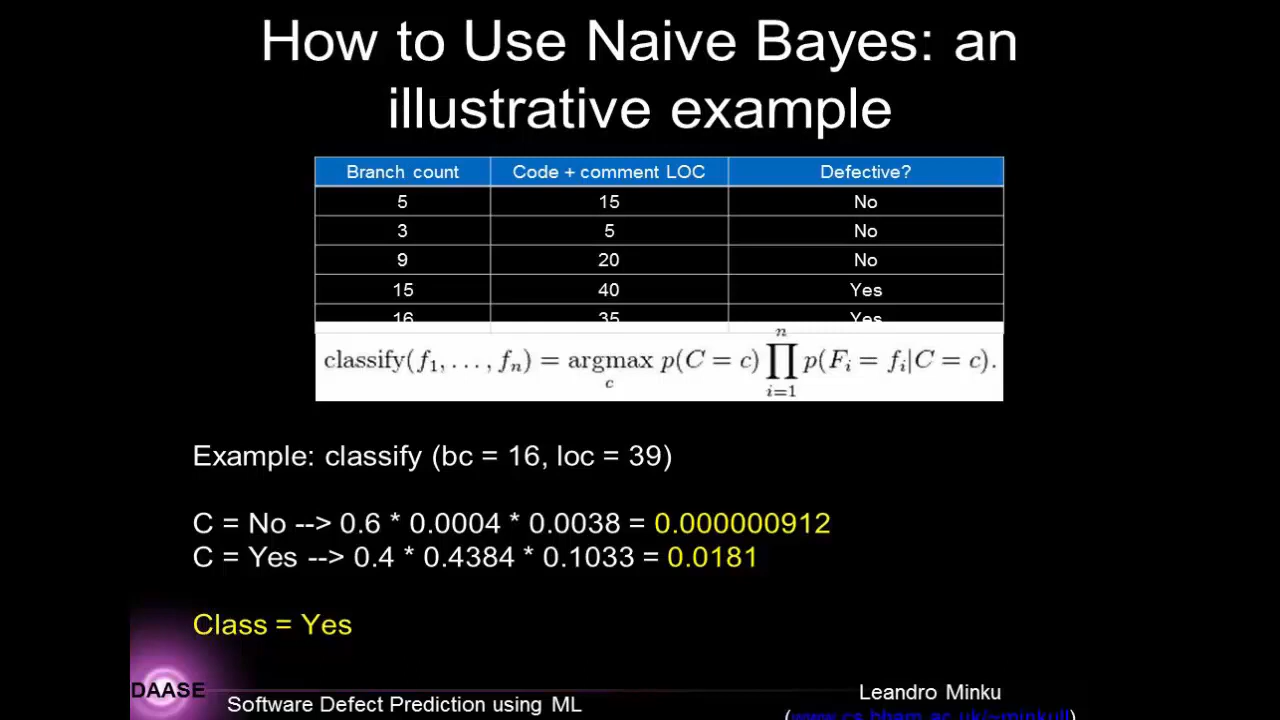 How to Use Naive Bayes: an
illustrative example
Branch count Code + comment LOC Defective?
5 15 No
3 5 No
9 20 No
15 40 Yes
16 35 Yes
classify(f₁, . . . , fₙ) = argmax_c p(C = c) ∏_{i=1}^{n} p(Fᵢ = fᵢ|C = c).
Example: classify (bc = 16, loc = 39)
C = No --> 0.6 * 0.0004 * 0.0038 = 0.000000912
C = Yes --> 0.4 * 0.4384 * 0.1033 = 0.0181
Class = Yes
DAASE
Software Defect Prediction using ML
Leandro Minku
(www.cs.bham.ac.uk/~minkull)